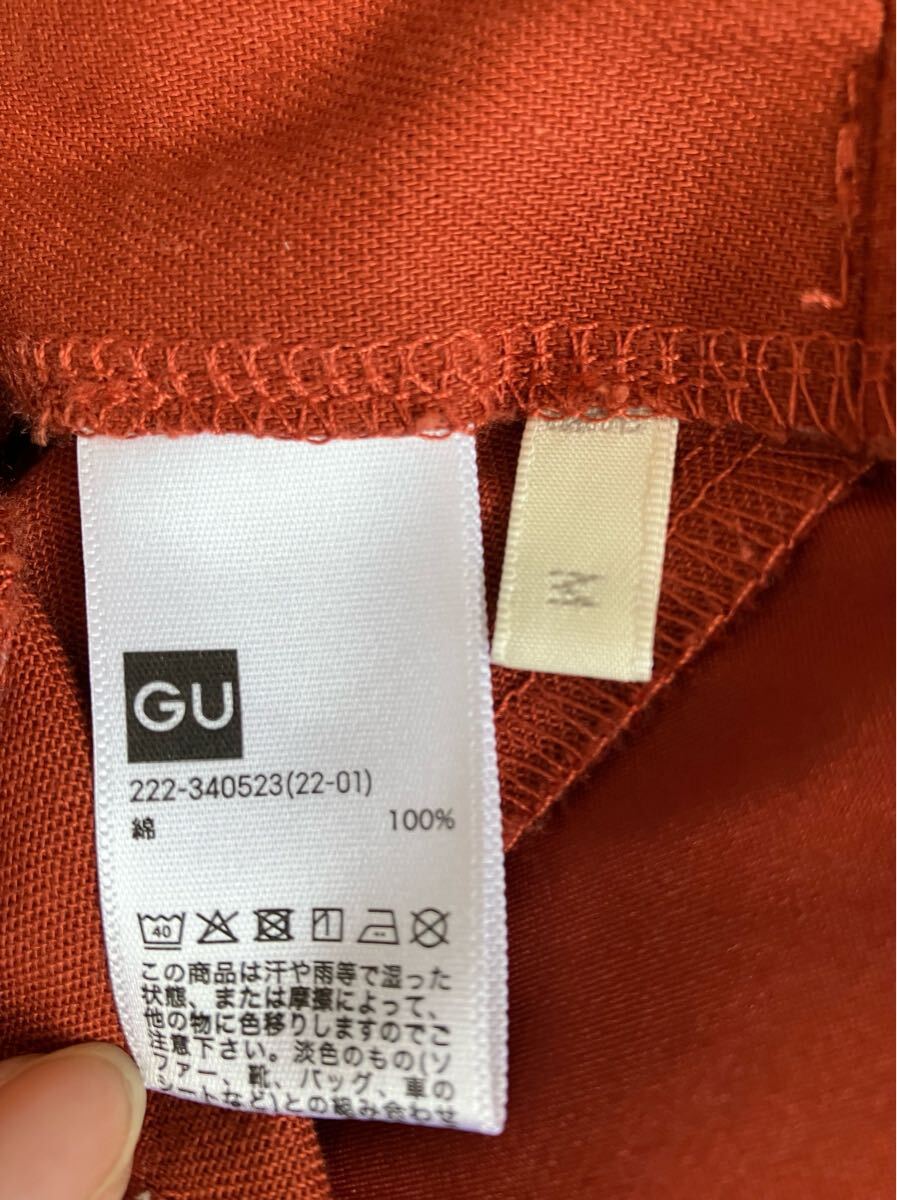 GU
222-340523(22-01)
綿 100%
40
この商品は汗や雨等で湿った
状態、または摩擦によって、
他の物に色移りしますのでご
注意下さい。淡色のもの(ソ
ファー、靴、バッグ、車の
シートなど)との組み合わせ
M